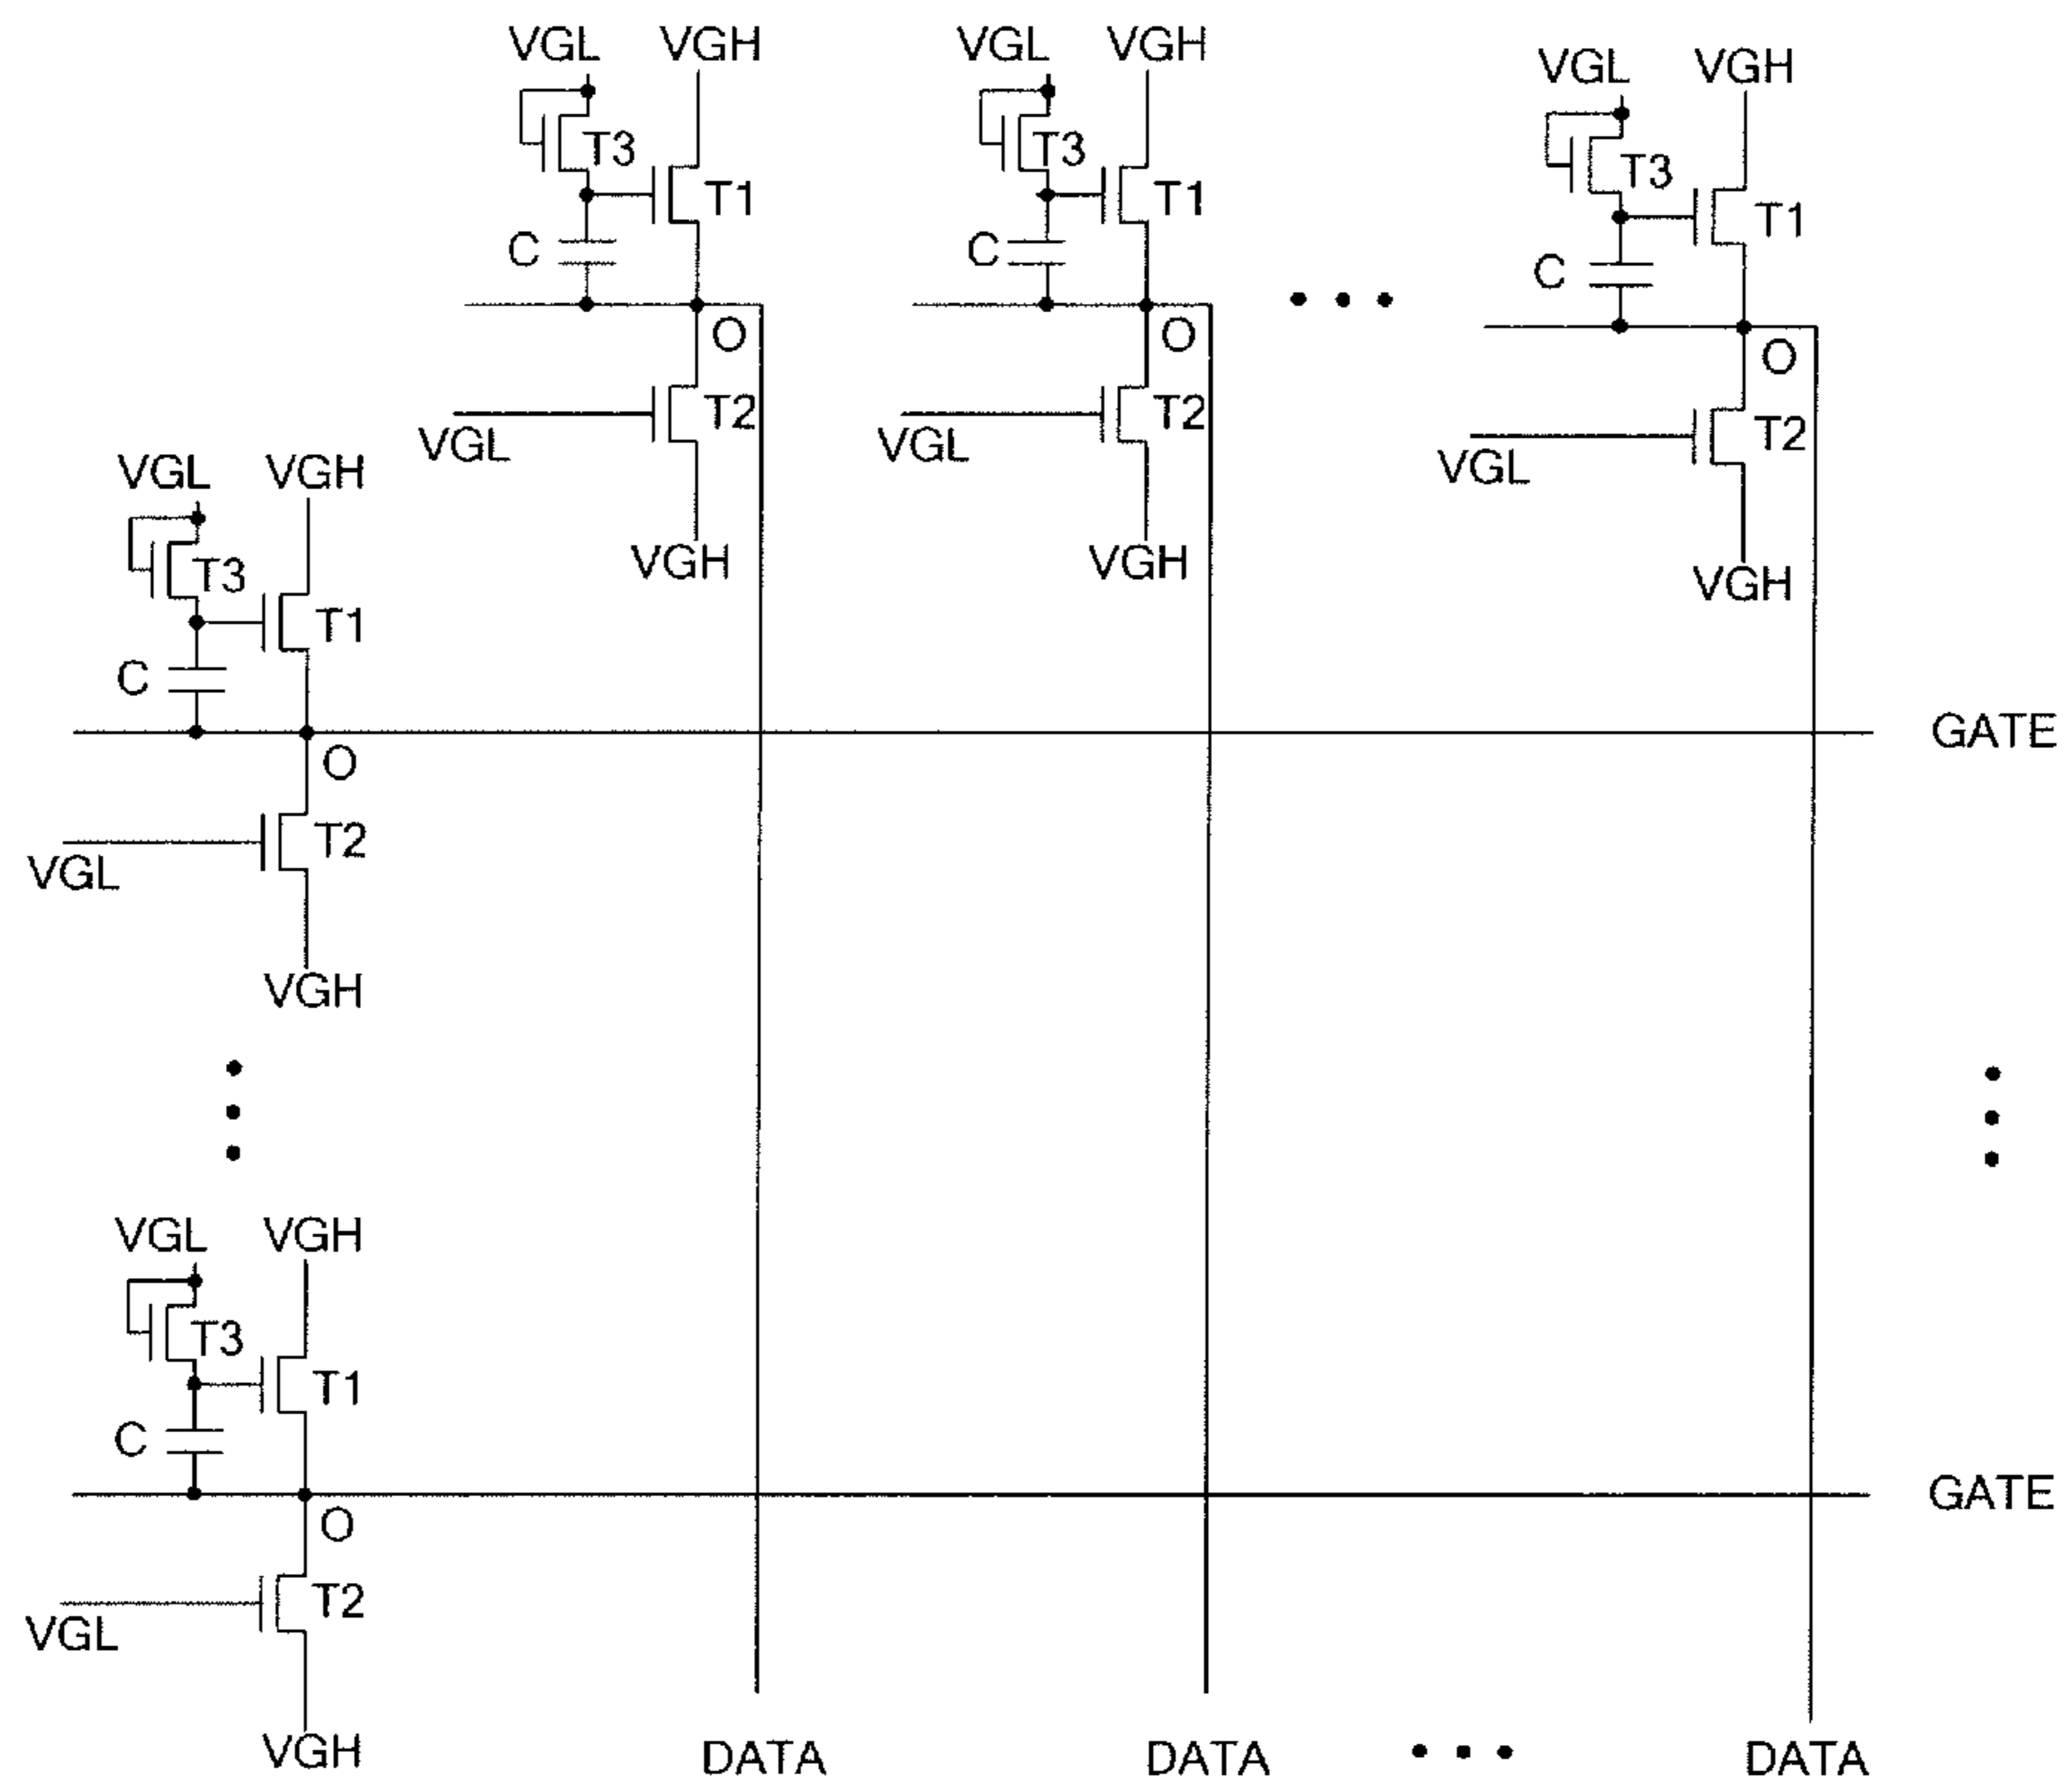 VGL VGH VGL VGH VGL VGH
T3 T1 T3 T1 T3 T1
C C C
O O O
T2 T2 T2
VGL VGL VGL
VGH VGH VGH
VGL VGH
T3 T1
C
GATE
O
T2
VGL
VGH
VGL VGH
T3 T1
C
GATE
O
T2
VGL
VGH
DATA DATA DATA